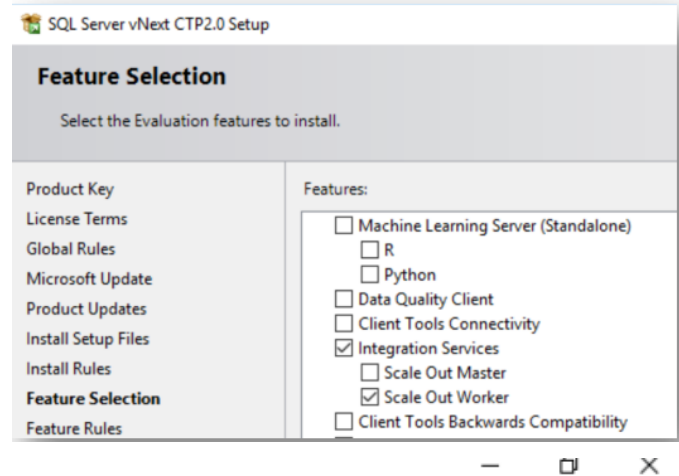 SQL Server vNext CTP2.0 Setup
Feature Selection
Select the Evaluation features to install.
Product Key
License Terms
Global Rules
Microsoft Update
Product Updates
Install Setup Files
Install Rules
Feature Selection
Feature Rules
Features:
Machine Learning Server (Standalone)
R
Python
Data Quality Client
Client Tools Connectivity
Integration Services
Scale Out Master
Scale Out Worker
Client Tools Backwards Compatibility